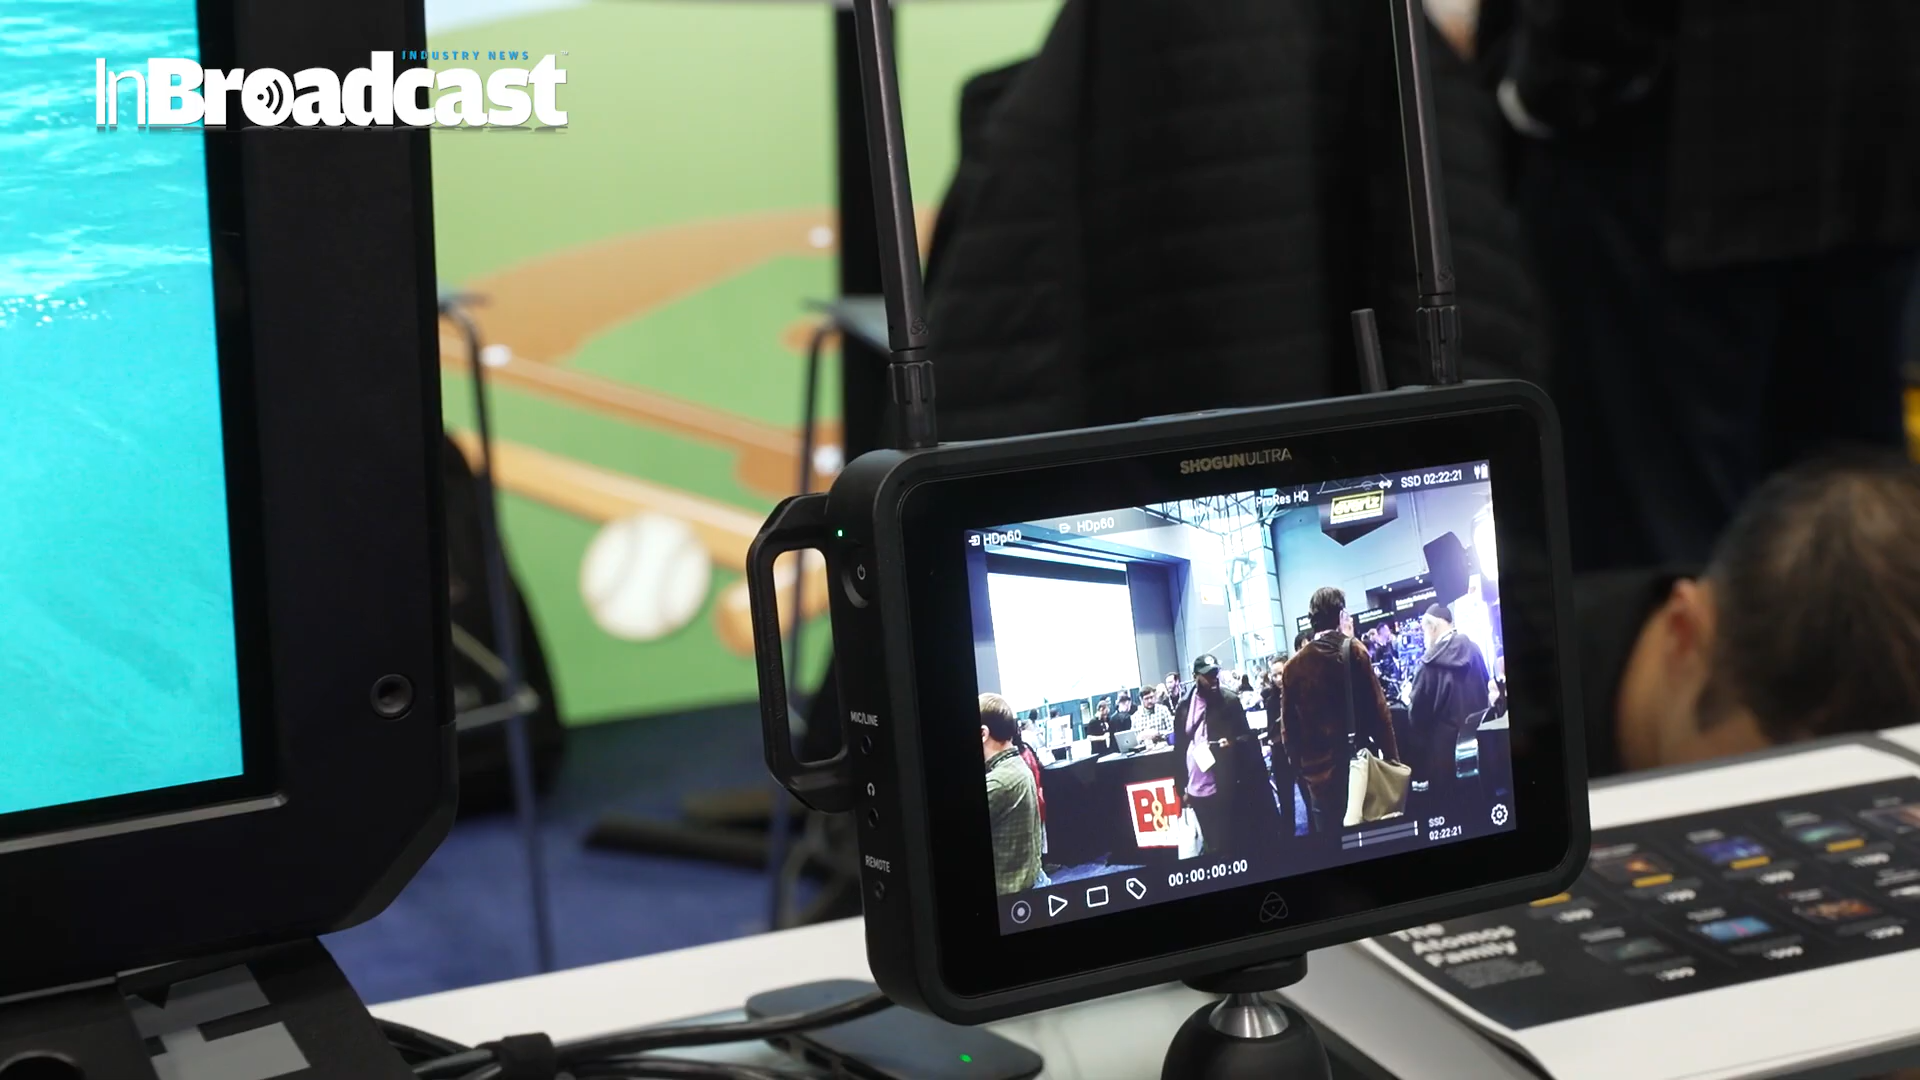 INDUSTRY NEWS
InBroadcast
SHOGUNULTRA
HDp60
HDp60
ProRes HQ
SSD 02:22:21
evertz
B&H
SSD
02:22:21
00:00:00:00
MIC/LINE
REMOTE
The
Atomos
Family